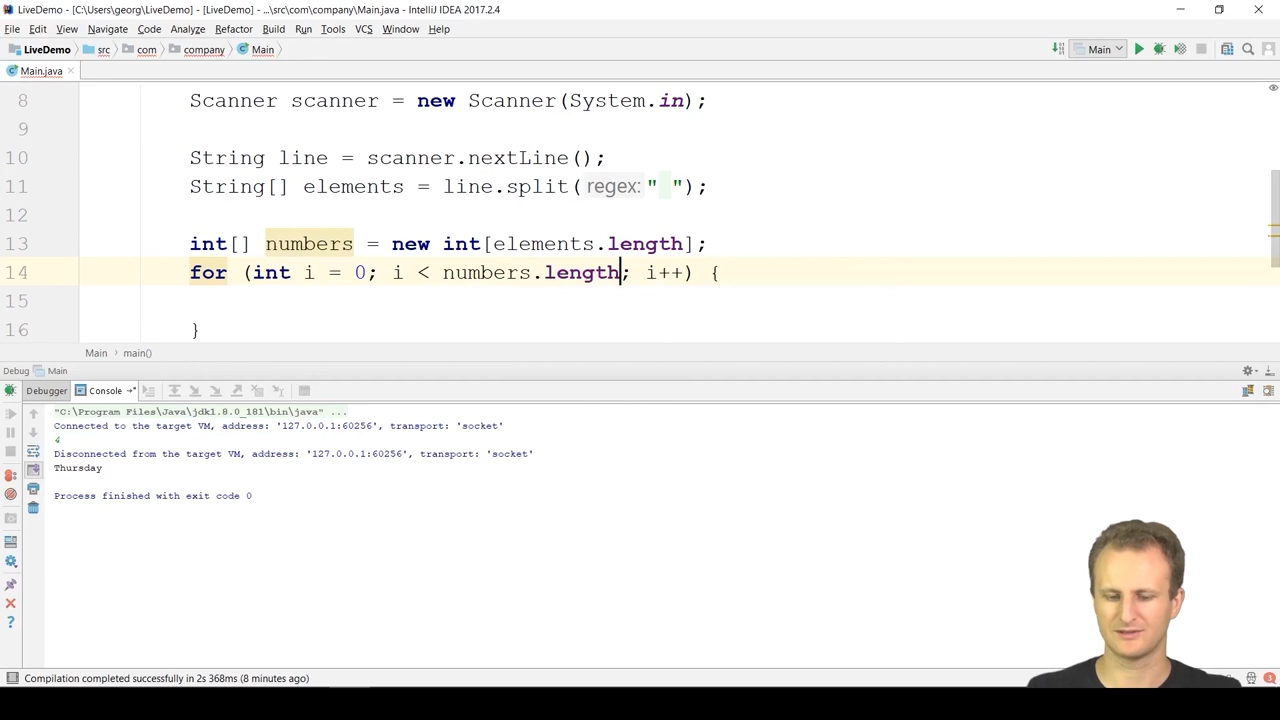 LiveDemo - [C:\Users\georg\LiveDemo] - [LiveDemo] - ...\src\com\company\Main.java - IntelliJ IDEA 2017.2.4
File Edit View Navigate Code Analyze Refactor Build Run Tools VCS Window Help
LiveDemo src com company Main Main
Main.java
8 Scanner scanner = new Scanner(System.in);
9
10 String line = scanner.nextLine();
11 String[] elements = line.split(regex:" ");
12
13 int[] numbers = new int[elements.length];
14 for (int i = 0; i < numbers.length; i++) {
15
16 }
Main main()
Debug Main
Debugger Console
"C:\Program Files\Java\jdk1.8.0_181\bin\java" ...
Connected to the target VM, address: '127.0.0.1:60256', transport: 'socket'
4
Disconnected from the target VM, address: '127.0.0.1:60256', transport: 'socket'
Thursday
Process finished with exit code 0
Compilation completed successfully in 2s 368ms (8 minutes ago)